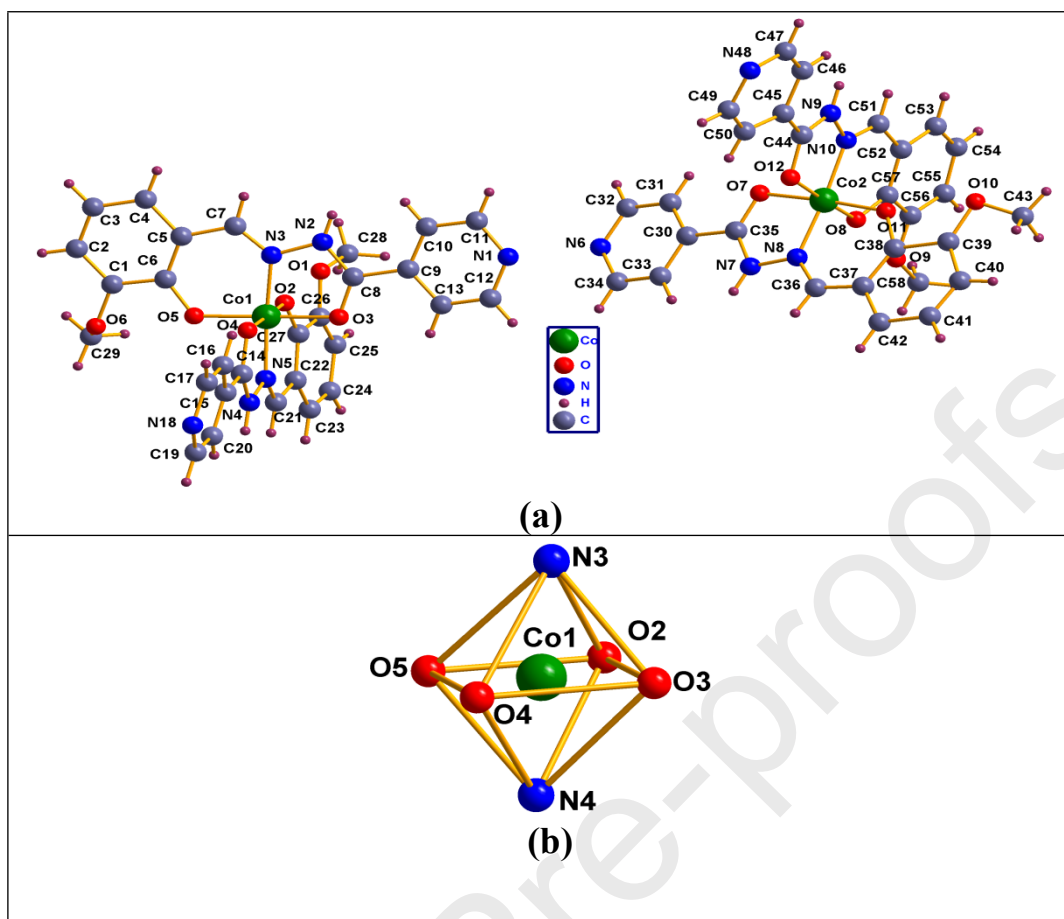 C47
N48
C46
C49
C45
N9
C51
C53
C50
C44
N10
C52
C54
O12
C57
C55
O10
C43
Co2
C56
O7
C31
C32
C35
O8
O11
C30
C38
C39
N6
N8
O9
C40
C33
N7
C37
C58
C34
C36
C41
C42
C3
C4
C7
N2
C28
C10
C11
C2
C5
N3
O1
N1
C9
C12
C1
C6
C8
C13
Co1
O2
C26
O6
O5
O4
O3
C27
C29
C16
C14
C25
N5
C22
C17
C15
C24
N18
N4
C21
C23
C19
C20
Co
O
N
H
C
(a)
N3
Co1
O2
O5
O3
O4
N4
(b)
re-proofs